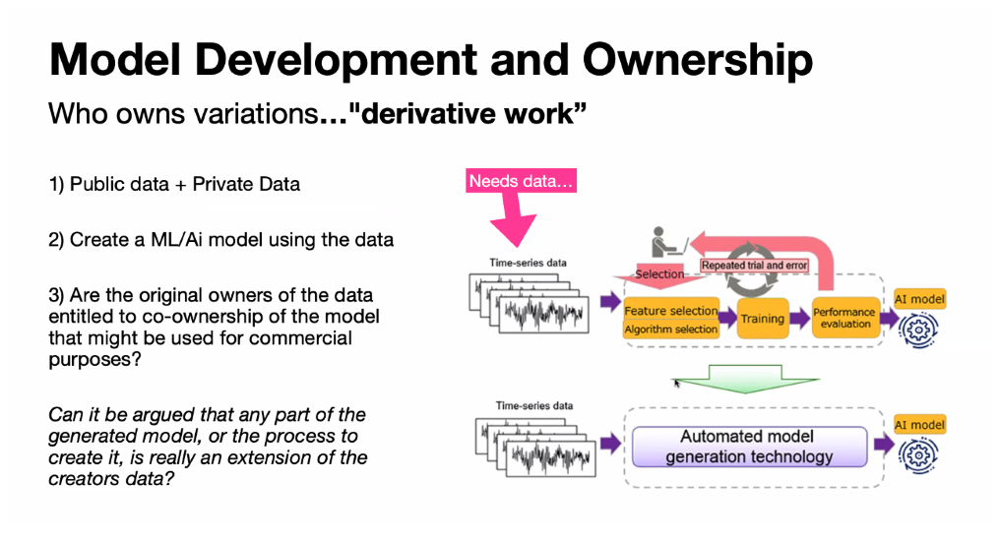 Model Development and Ownership
Who owns variations..."derivative work”
1) Public data + Private Data
2) Create a ML/Ai model using the data
3) Are the original owners of the data
entitled to co-ownership of the model
that might be used for commercial
purposes?
Can it be argued that any part of the
generated model, or the process to
create it, is really an extension of the
creators data?
Needs data...
Time-series data
Selection
Repeated trial and error
Feature selection
Algorithm selection
Training
Performance
evaluation
AI model
Time-series data
Automated model
generation technology
AI model